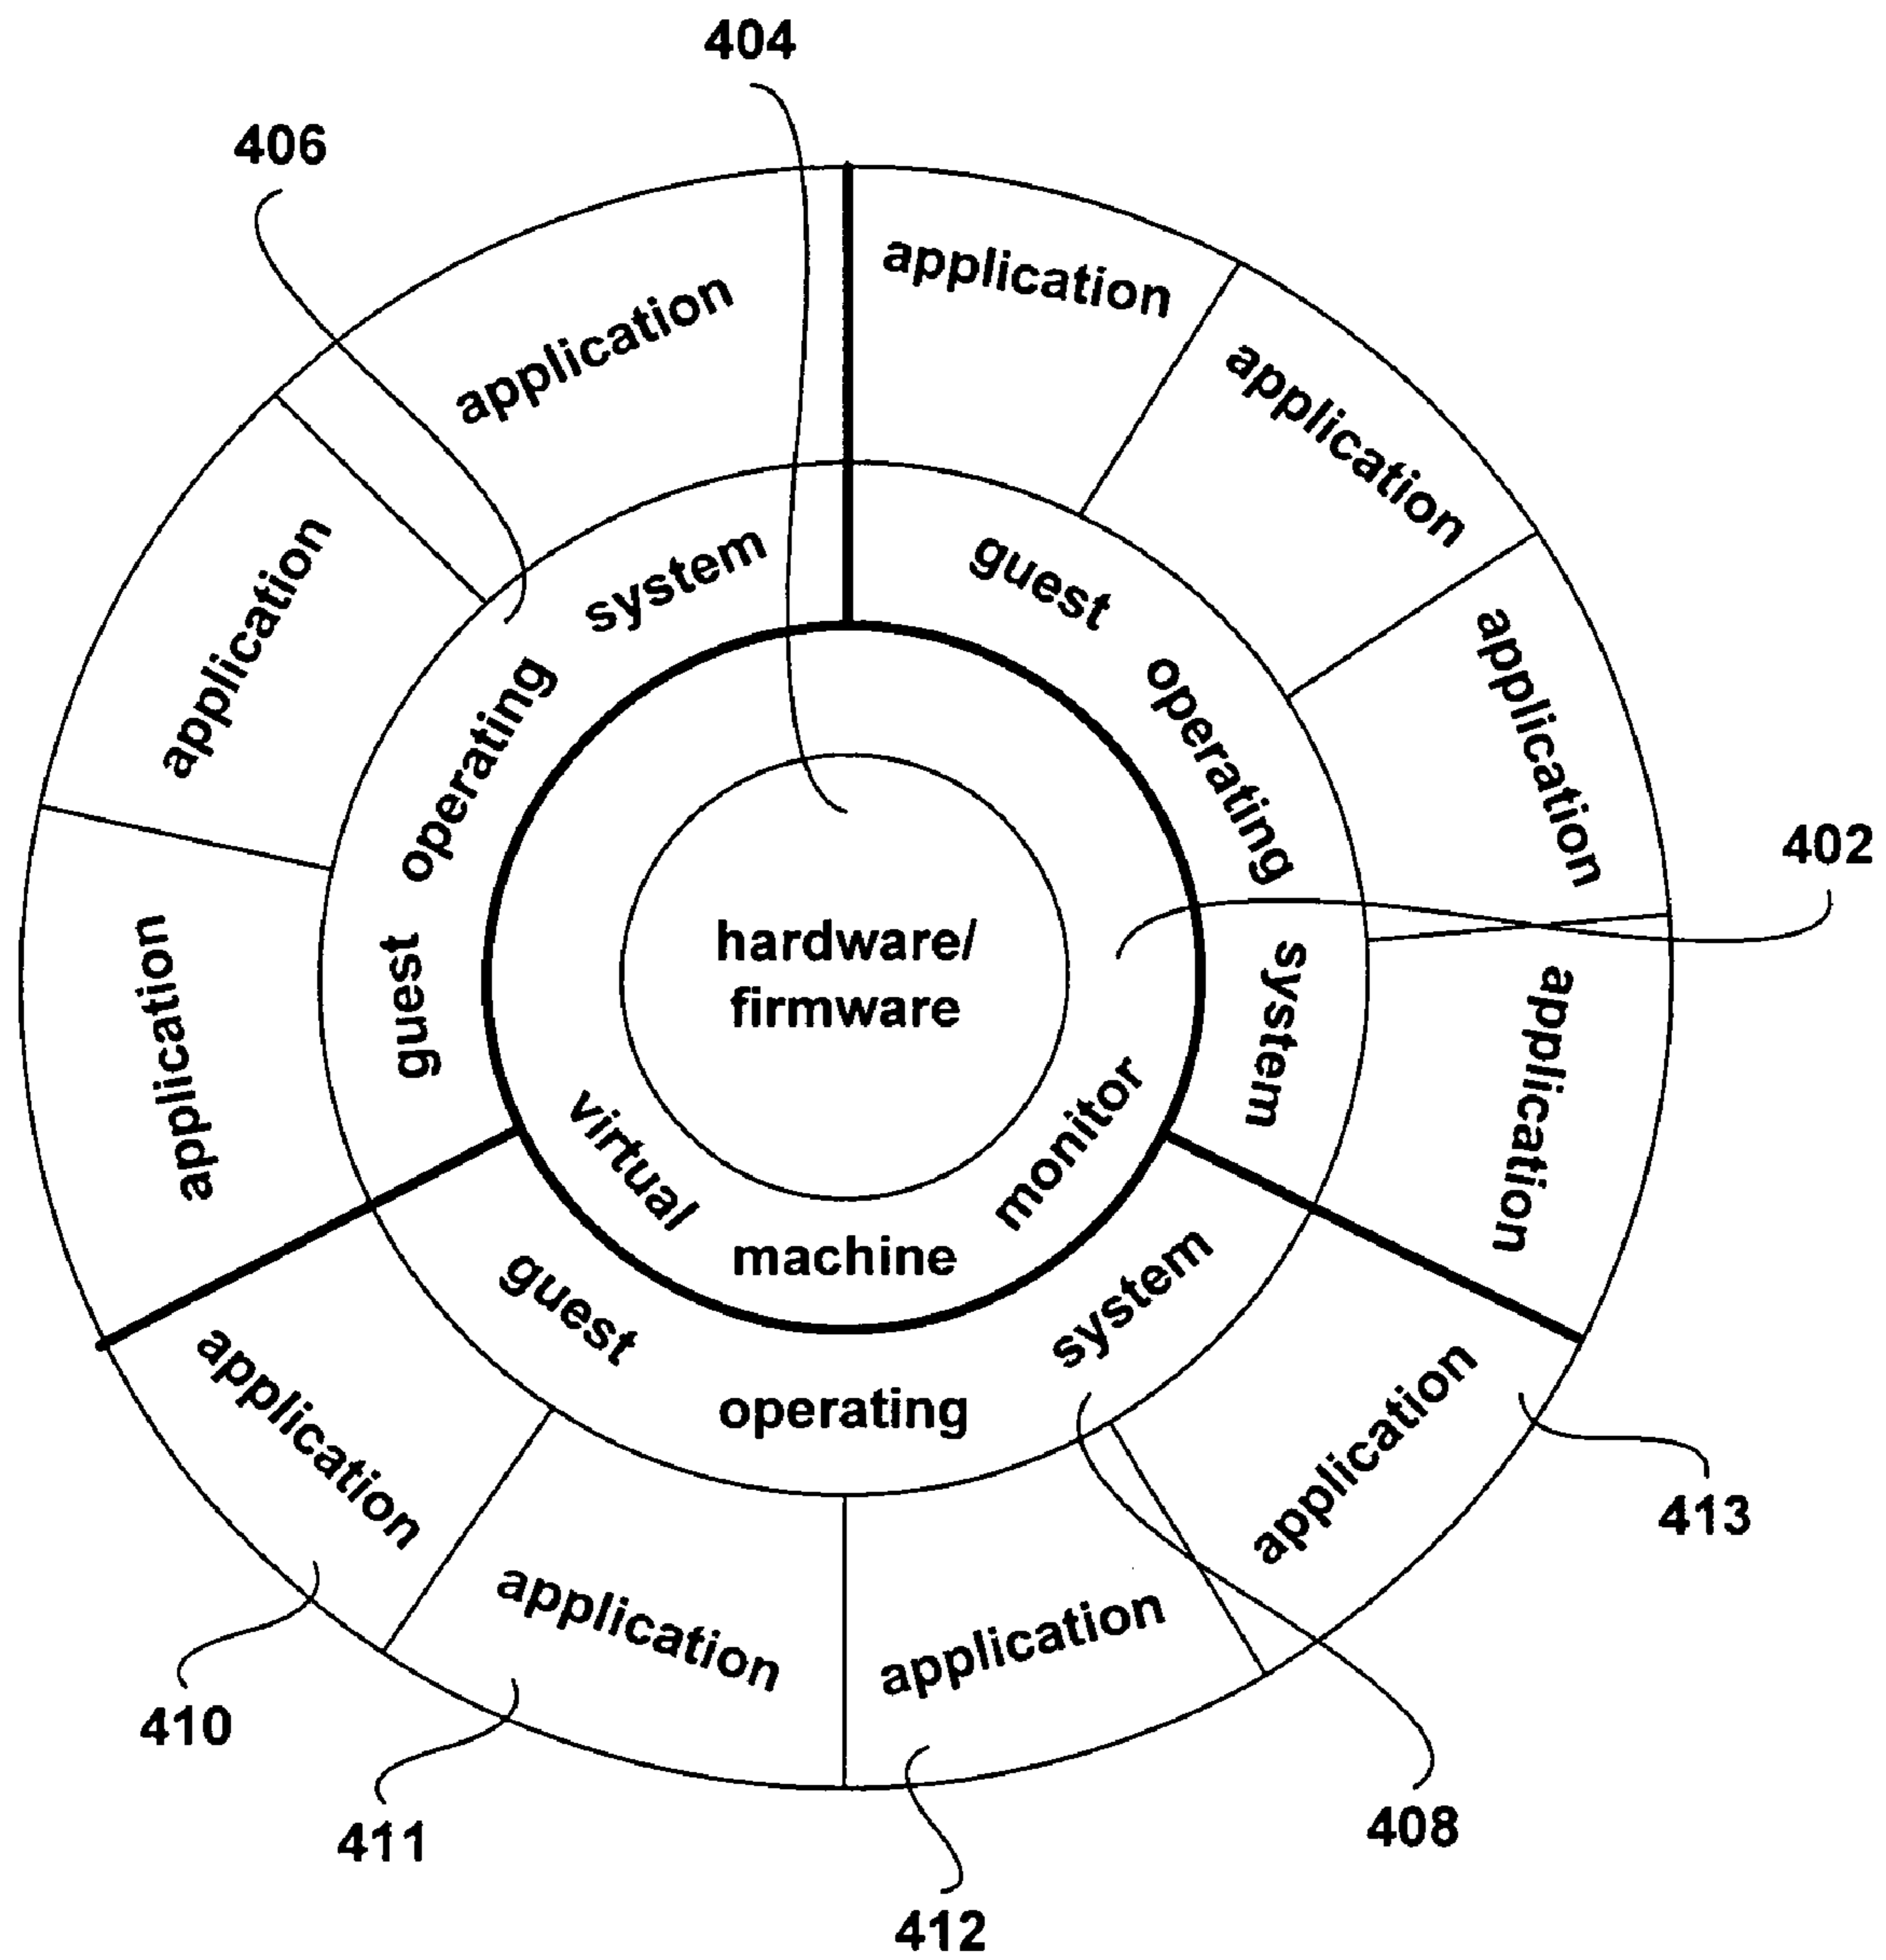 404
406
application
application
application
application
application
application
application
guest operating system
guest operating system
402
hardware/
firmware
virtual machine monitor
guest operating system
application
application
application
application
413
410
411
408
412